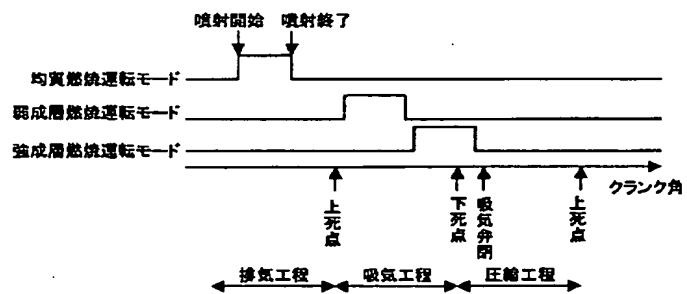 噴射開始 噴射終了
均質燃焼運転モード
弱成層燃焼運転モード
強成層燃焼運転モード
クランク角
上死点
下死点
吸気弁閉
上死点
排気工程 吸気工程 圧縮工程